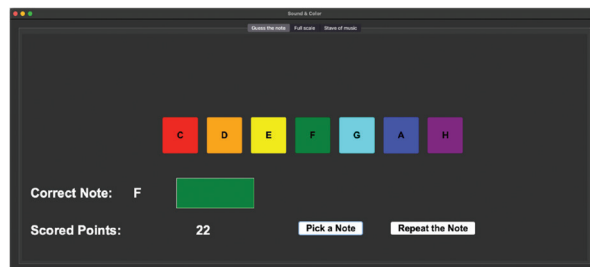 Sound & Color
Guess the note Full scale Stave of music
C D E F G A H
Correct Note: F
Scored Points: 22 Pick a Note Repeat the Note